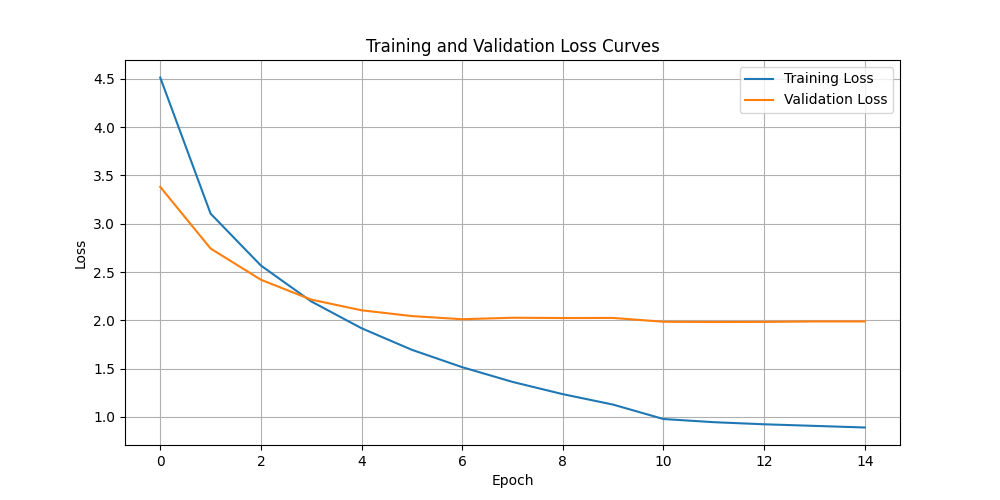 Training and Validation Loss Curves
Training Loss
Validation Loss
Loss
4.5
4.0
3.5
3.0
2.5
2.0
1.5
1.0
0 2 4 6 8 10 12 14
Epoch